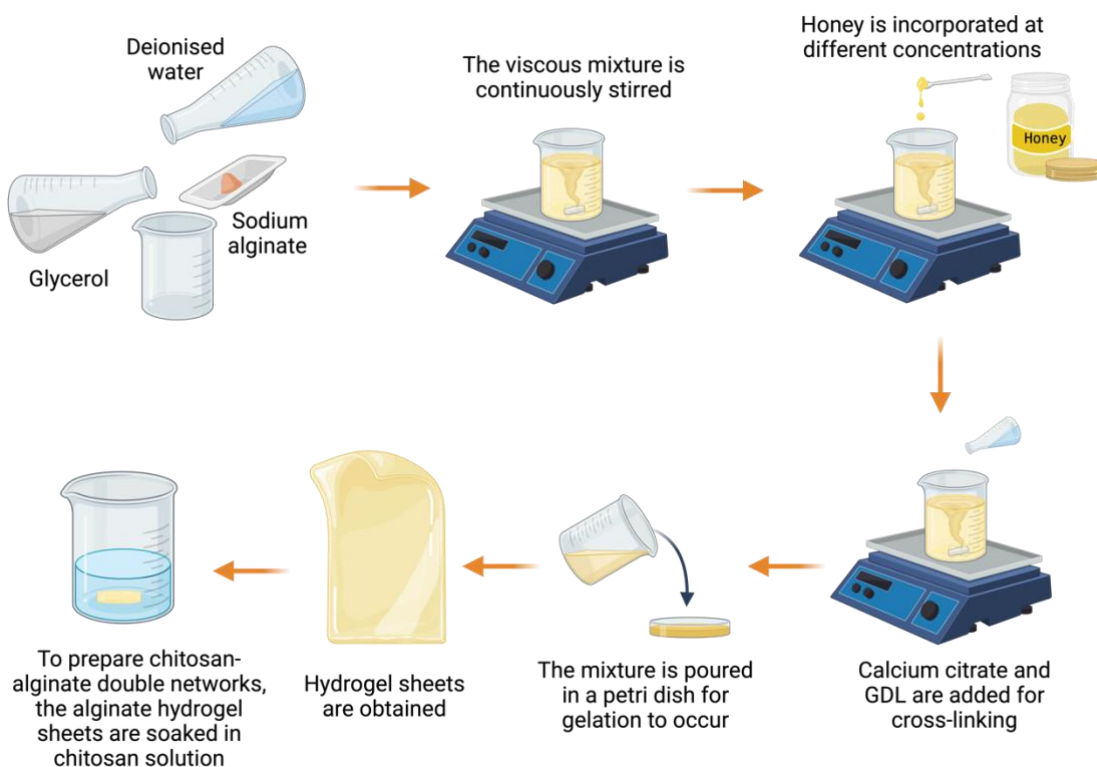 Deionised
water
Sodium
alginate
Glycerol
The viscous mixture is
continuously stirred
Honey is incorporated at
different concentrations
Honey
Calcium citrate and
GDL are added for
cross-linking
The mixture is poured
in a petri dish for
gelation to occur
Hydrogel sheets
are obtained
To prepare chitosan-
alginate double networks,
the alginate hydrogel
sheets are soaked in
chitosan solution